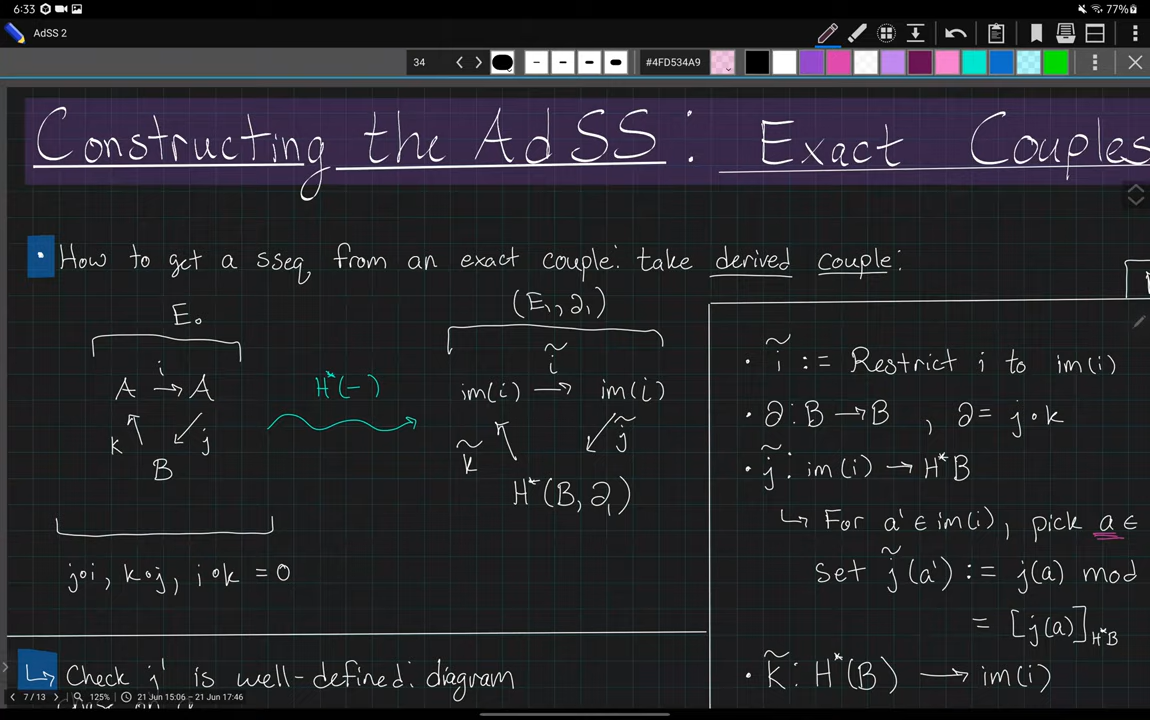 6:33 77%
AdSS 2
34 #4FD534A9
Constructing the AdSS : Exact Couples
• How to get a sseq from an exact couple: take derived couple:
E₀
(E₁, ∂₁)
A i→ A
k j
B
H*(-)
im(i) ĩ→ im(i)
k̃ j̃
H*(B, ∂₁)
j∘i, k∘j, i∘k = 0
• ĩ := Restrict i to im(i)
• ∂ : B → B , ∂ = j∘k
• j̃ : im(i) → H*B
↳ For a' ∈ im(i), pick a ∈
Set j̃(a') := j(a) mod
= [j(a)]H*B
• k̃ : H*(B) → im(i)
↳ Check j' is well-defined: diagram
7 / 13 125% 21 Jun 15:06 ~ 21 Jun 17:46